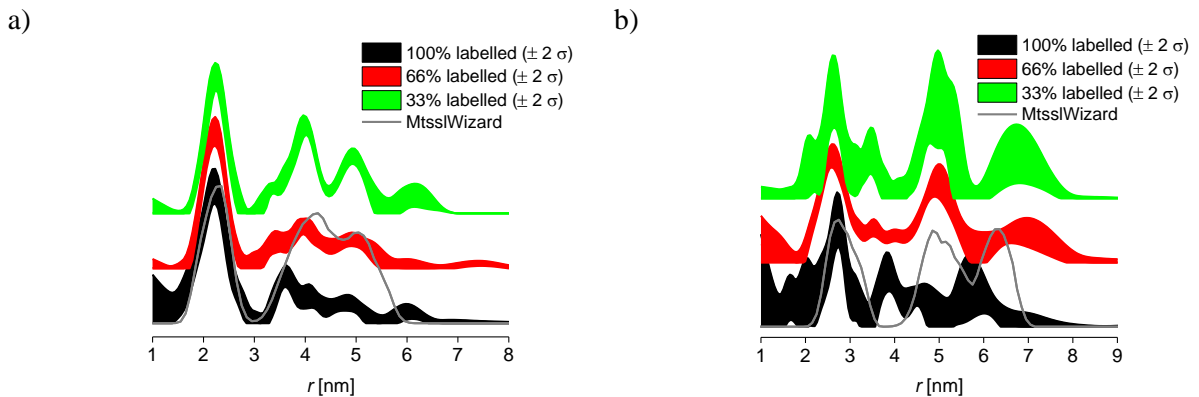 a)
100% labelled (± 2 σ)
66% labelled (± 2 σ)
33% labelled (± 2 σ)
MtsslWizard
1 2 3 4 5 6 7 8
r [nm]
b)
100% labelled (± 2 σ)
66% labelled (± 2 σ)
33% labelled (± 2 σ)
MtsslWizard
1 2 3 4 5 6 7 8 9
r [nm]